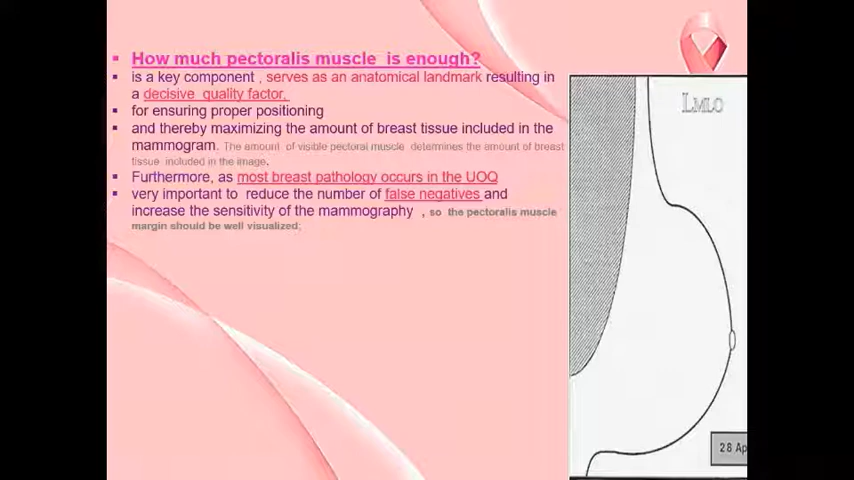 How much pectoralis muscle is enough?
is a key component , serves as an anatomical landmark resulting in
a decisive quality factor,
for ensuring proper positioning
and thereby maximizing the amount of breast tissue included in the
mammogram. The amount of visible pectoral muscle determines the amount of breast
tissue included in the image.
Furthermore, as most breast pathology occurs in the UOQ
very important to reduce the number of false negatives and
increase the sensitivity of the mammography , so the pectoralis muscle
margin should be well visualized;
LMLO
28 Ap